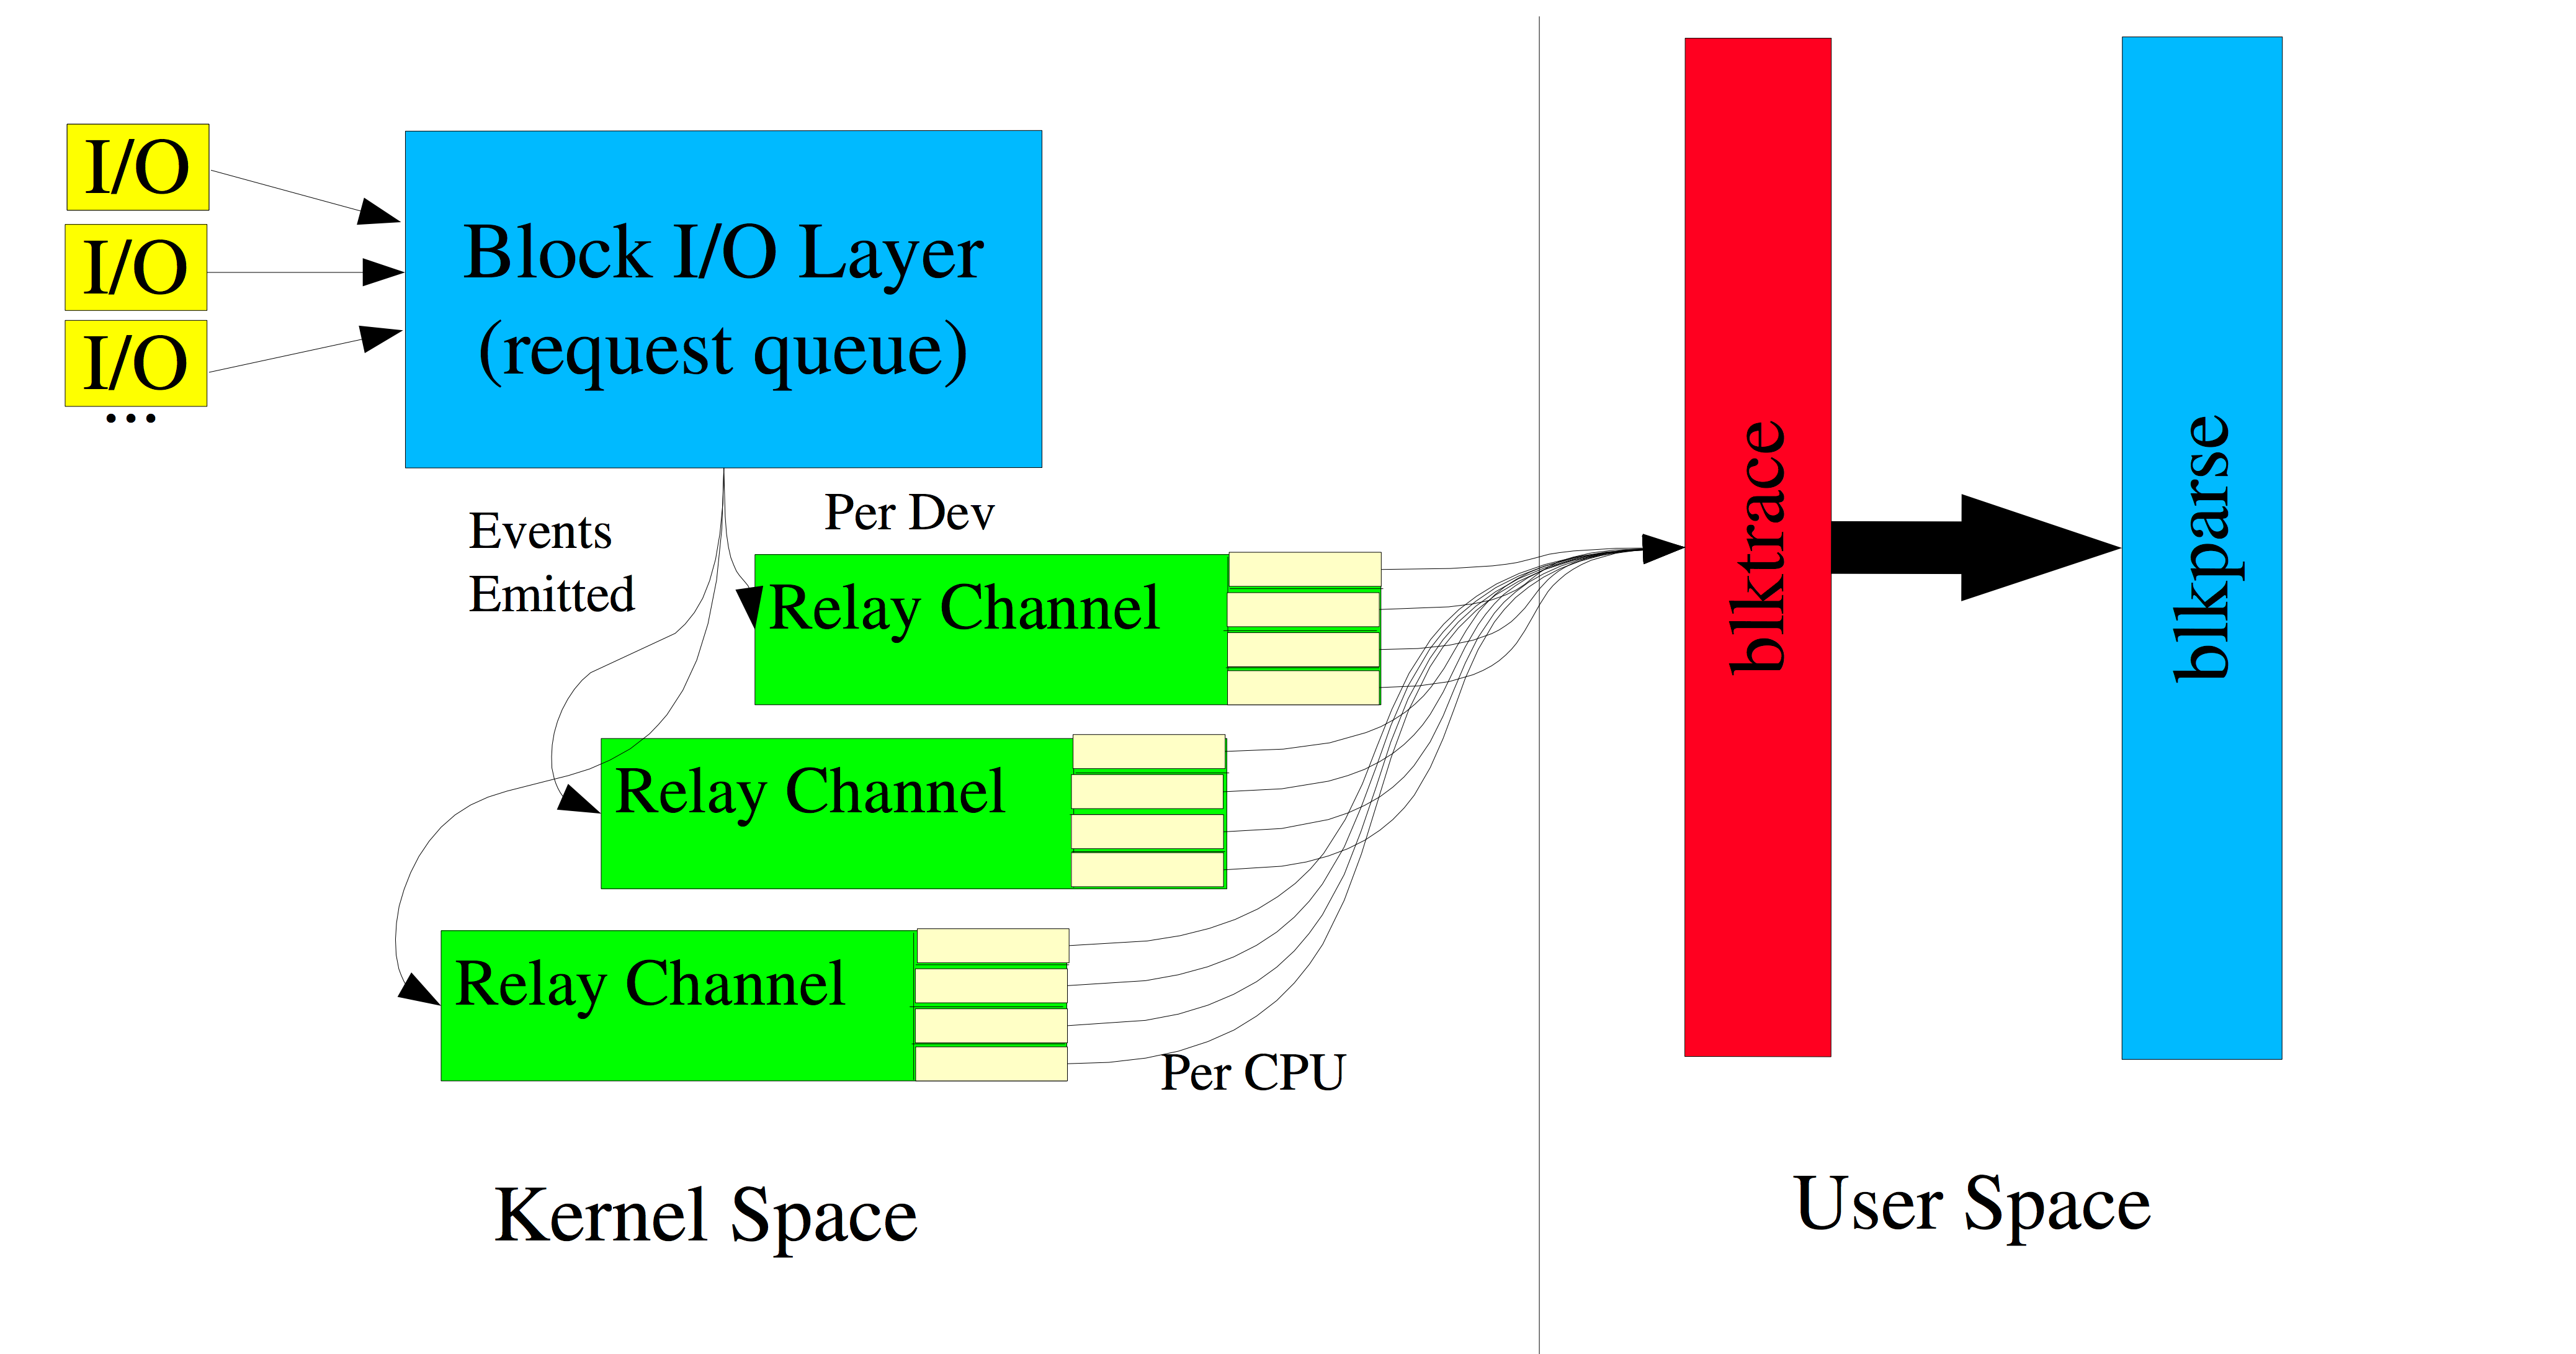 I/O
I/O
I/O
...
Block I/O Layer
(request queue)
Events
Emitted
Per Dev
Relay Channel
Relay Channel
Relay Channel
Per CPU
Kernel Space
blktrace
blkparse
User Space